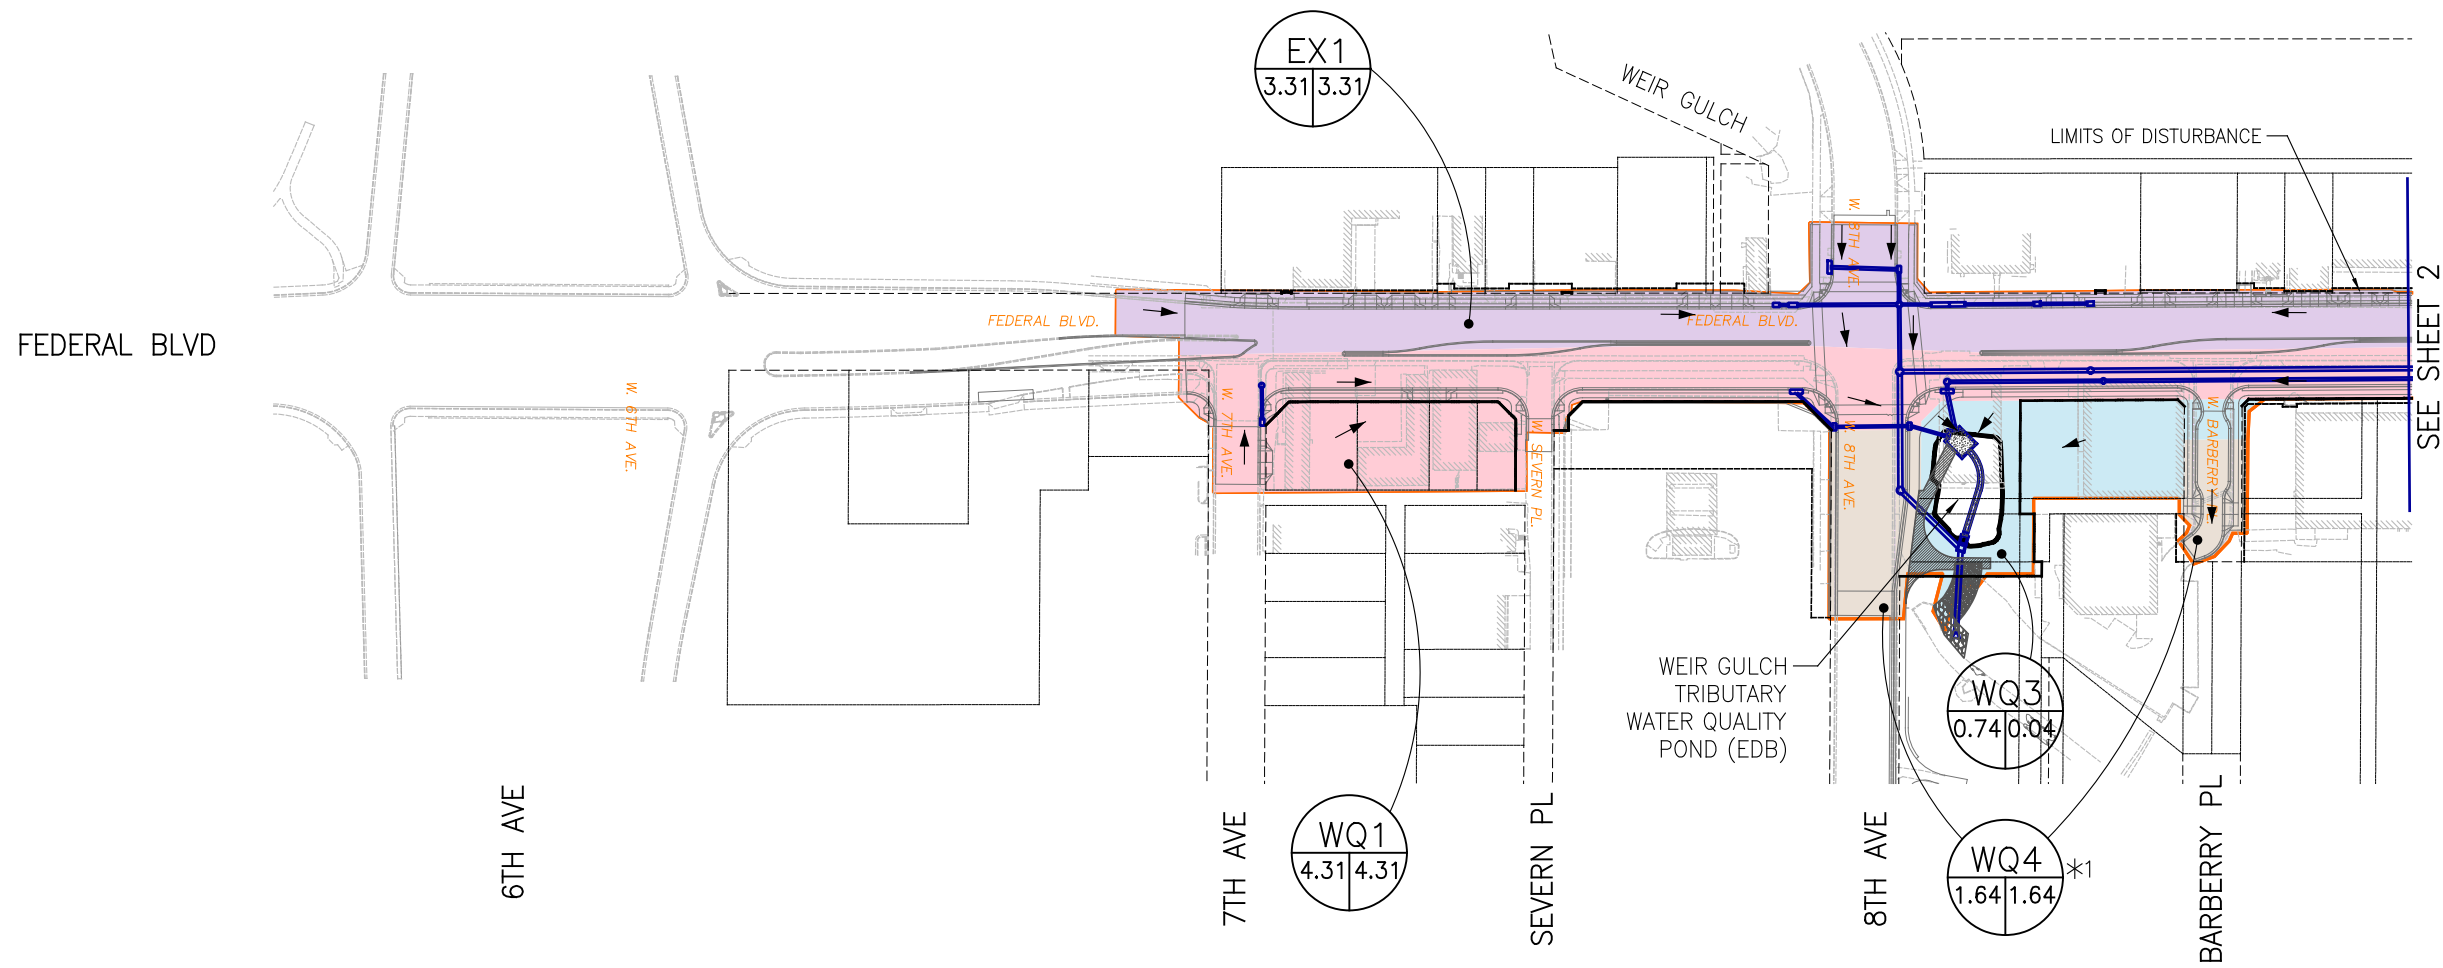 EX1
3.31 3.31
WEIR GULCH
LIMITS OF DISTURBANCE
W. 8TH AVE.
FEDERAL BLVD.
FEDERAL BLVD.
FEDERAL BLVD
SEE SHEET 2
W. 6TH AVE.
W. 7TH AVE.
W. SEVERN PL.
W. 8TH AVE.
W. BARBERRY
WEIR GULCH
TRIBUTARY
WATER QUALITY
POND (EDB)
WQ3
0.74 0.04
WQ1
4.31 4.31
WQ4 *1
1.64 1.64
6TH AVE
7TH AVE
SEVERN PL
8TH AVE
BARBERRY PL